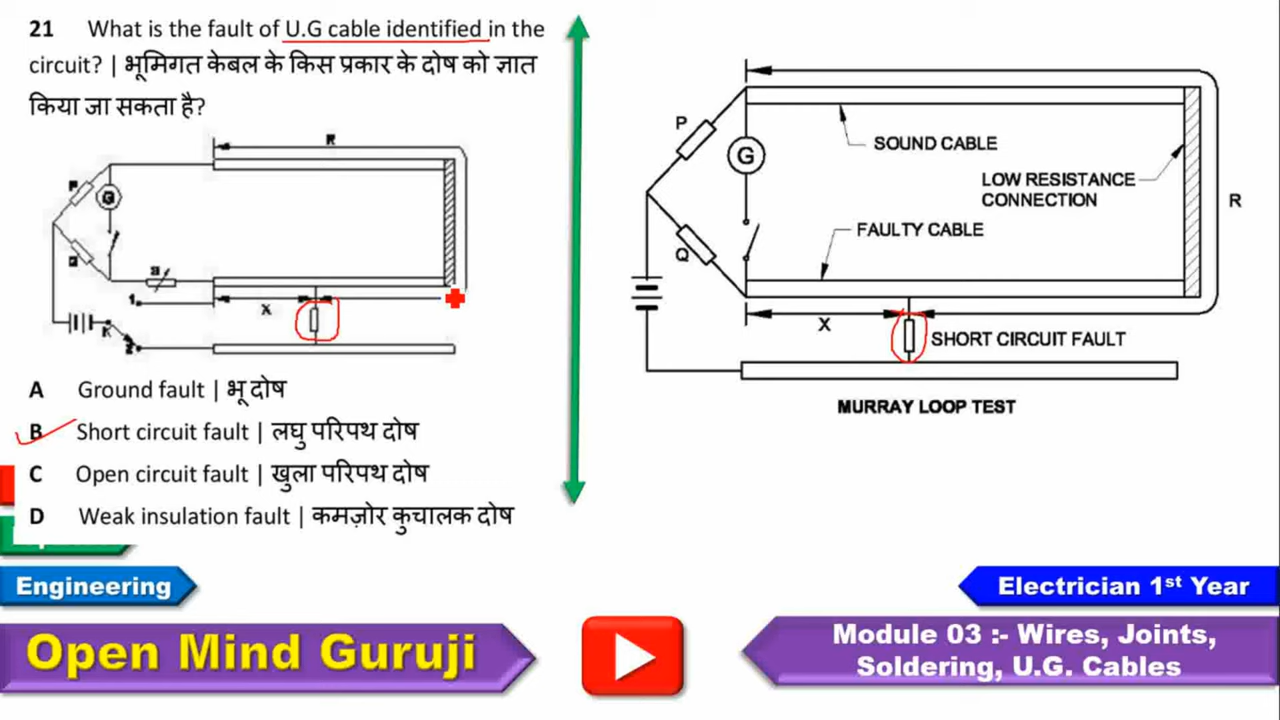 21 What is the fault of U.G cable identified in the
circuit? | भूमिगत केबल के किस प्रकार के दोष को ज्ञात
किया जा सकता है?
R
P
G
X
1
K
2
A Ground fault | भू दोष
B Short circuit fault | लघु परिपथ दोष
C Open circuit fault | खुला परिपथ दोष
D Weak insulation fault | कमज़ोर कुचालक दोष
P
G
SOUND CABLE
LOW RESISTANCE
CONNECTION
R
Q
FAULTY CABLE
X
SHORT CIRCUIT FAULT
MURRAY LOOP TEST
Engineering
Electrician 1st Year
Open Mind Guruji
Module 03 :- Wires, Joints,
Soldering, U.G. Cables